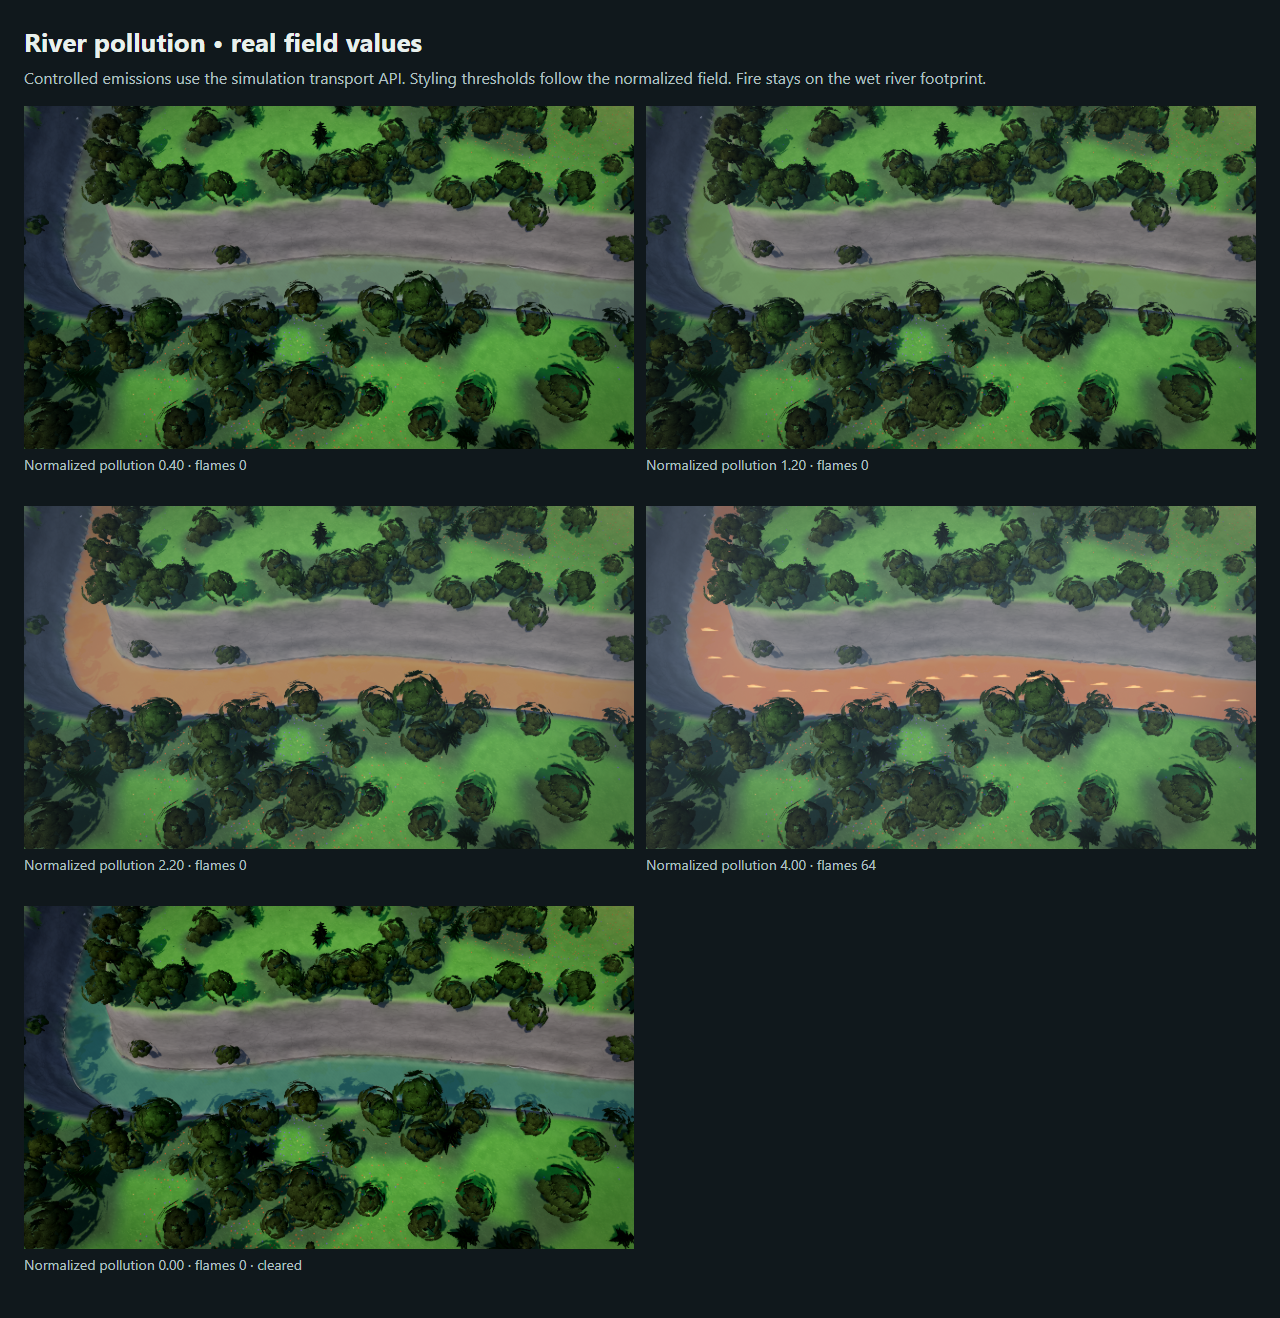 River pollution • real field values
Controlled emissions use the simulation transport API. Styling thresholds follow the normalized field. Fire stays on the wet river footprint.
Normalized pollution 0.40 · flames 0
Normalized pollution 1.20 · flames 0
Normalized pollution 2.20 · flames 0
Normalized pollution 4.00 · flames 64
Normalized pollution 0.00 · flames 0 · cleared